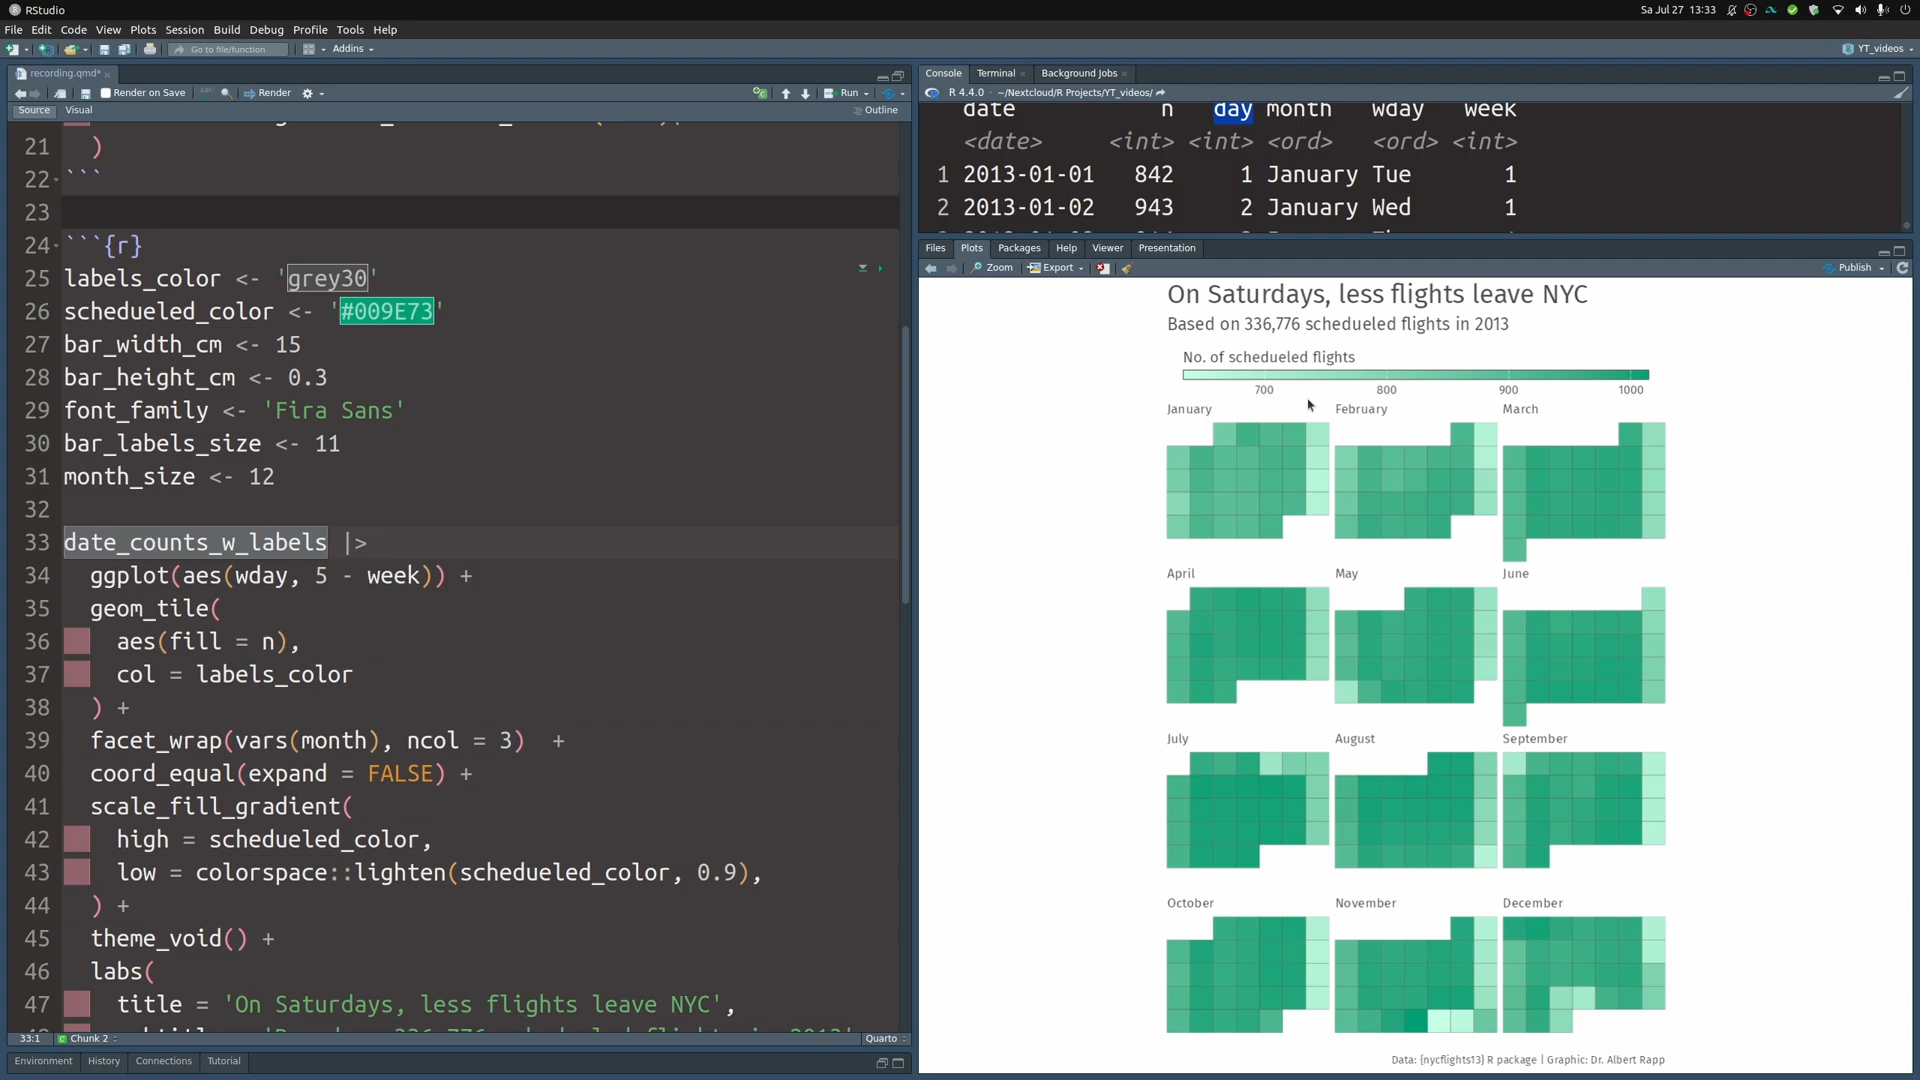 RStudio
Sa Jul 27 13:33
File Edit Code View Plots Session Build Debug Profile Tools Help
Go to file/function
Addins
YT_videos
recording.qmd*
Render on Save
ABC
Render
Run
Source Visual
Outline
21 )
22 ```
23
24 ```{r}
25 labels_color <- 'grey30'
26 schedueled_color <- '#009E73'
27 bar_width_cm <- 15
28 bar_height_cm <- 0.3
29 font_family <- 'Fira Sans'
30 bar_labels_size <- 11
31 month_size <- 12
32
33 date_counts_w_labels |>
34 ggplot(aes(wday, 5 - week)) +
35 geom_tile(
36 aes(fill = n),
37 col = labels_color
38 ) +
39 facet_wrap(vars(month), ncol = 3) +
40 coord_equal(expand = FALSE) +
41 scale_fill_gradient(
42 high = schedueled_color,
43 low = colorspace::lighten(schedueled_color, 0.9),
44 ) +
45 theme_void() +
46 labs(
47 title = 'On Saturdays, less flights leave NYC',
33:1
Chunk 2
Quarto
Environment History Connections Tutorial
Console Terminal Background Jobs
R 4.4.0 · ~/Nextcloud/R Projects/YT_videos/
date n day month wday week
<date> <int> <int> <ord> <ord> <int>
1 2013-01-01 842 1 January Tue 1
2 2013-01-02 943 2 January Wed 1
Files Plots Packages Help Viewer Presentation
Zoom Export
Publish
On Saturdays, less flights leave NYC
Based on 336,776 schedueled flights in 2013
No. of schedueled flights
700 800 900 1000
January February March
April May June
July August September
October November December
Data: {nycflights13} R package | Graphic: Dr. Albert Rapp